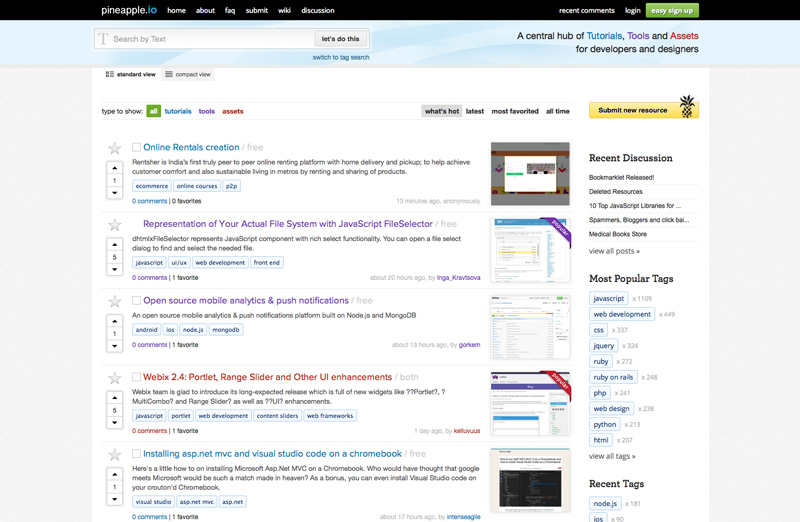 pineapple.io home about faq submit wiki discussion recent comments login easy sign up
T Search by Text let's do this
switch to tag search
A central hub of Tutorials, Tools and Assets
for developers and designers
standard view compact view
type to show: all tutorials tools assets what's hot latest most favorited all time
Submit new resource
Online Rentals creation / free
Rentsher is India's first truly peer to peer online renting platform with home delivery and pickup; to help achieve
customer comfort and also sustainable living in metros by renting and sharing of products.
1
ecommerce online courses p2p
0 comments | 0 favorites 13 minutes ago, anonymously
Representation of Your Actual File System with JavaScript FileSelector / free
dhtmlxFileSelector represents JavaScript component with rich select functionality. You can open a file select
dialog to find and select the needed file.
5
javascript ui/ux web development front end
0 comments | 1 favorite about 20 hours ago, by Inga_Kravtsova
popular
Open source mobile analytics & push notifications / free
An open source mobile analytics & push notifications platform built on Node.js and MongoDB
1
android ios node.js mongodb
0 comments | 1 favorite about 13 hours ago, by gorkem
Webix 2.4: Portlet, Range Slider and Other UI enhancements / both
Webix team is glad to introduce its long-expected release which is full of new widgets like ??Portlet?, ?
MultiCombo? and Range Slider? as well as ??UI? enhancements.
5
javascript portlet web development content sliders web frameworks
0 comments | 1 favorite 1 day ago, by keluvuus
popular
Installing asp.net mvc and visual studio code on a chromebook / free
Here's a little how to on installing Microsoft Asp.Net MVC on a Chromebook. Who would have thought that google
meets Microsoft would be such a match made in heaven? As a bonus, you can even install Visual Studio code on
your crouton'd Chromebook.
1
visual studio asp.net mvc asp.net
0 comments | 1 favorite about 17 hours ago, by intenseagile
Recent Discussion
Bookmarklet Released!
Deleted Resources
10 Top JavaScript Libraries for ...
Spammers, Bloggers and click bai...
Medical Books Store
view all posts »
Most Popular Tags
javascript x 1109
web development x 449
css x 337
jquery x 324
ruby x 272
ruby on rails x 248
php x 241
web design x 238
python x 213
html x 207
view all tags »
Recent Tags
node.js x 181
ios x 90